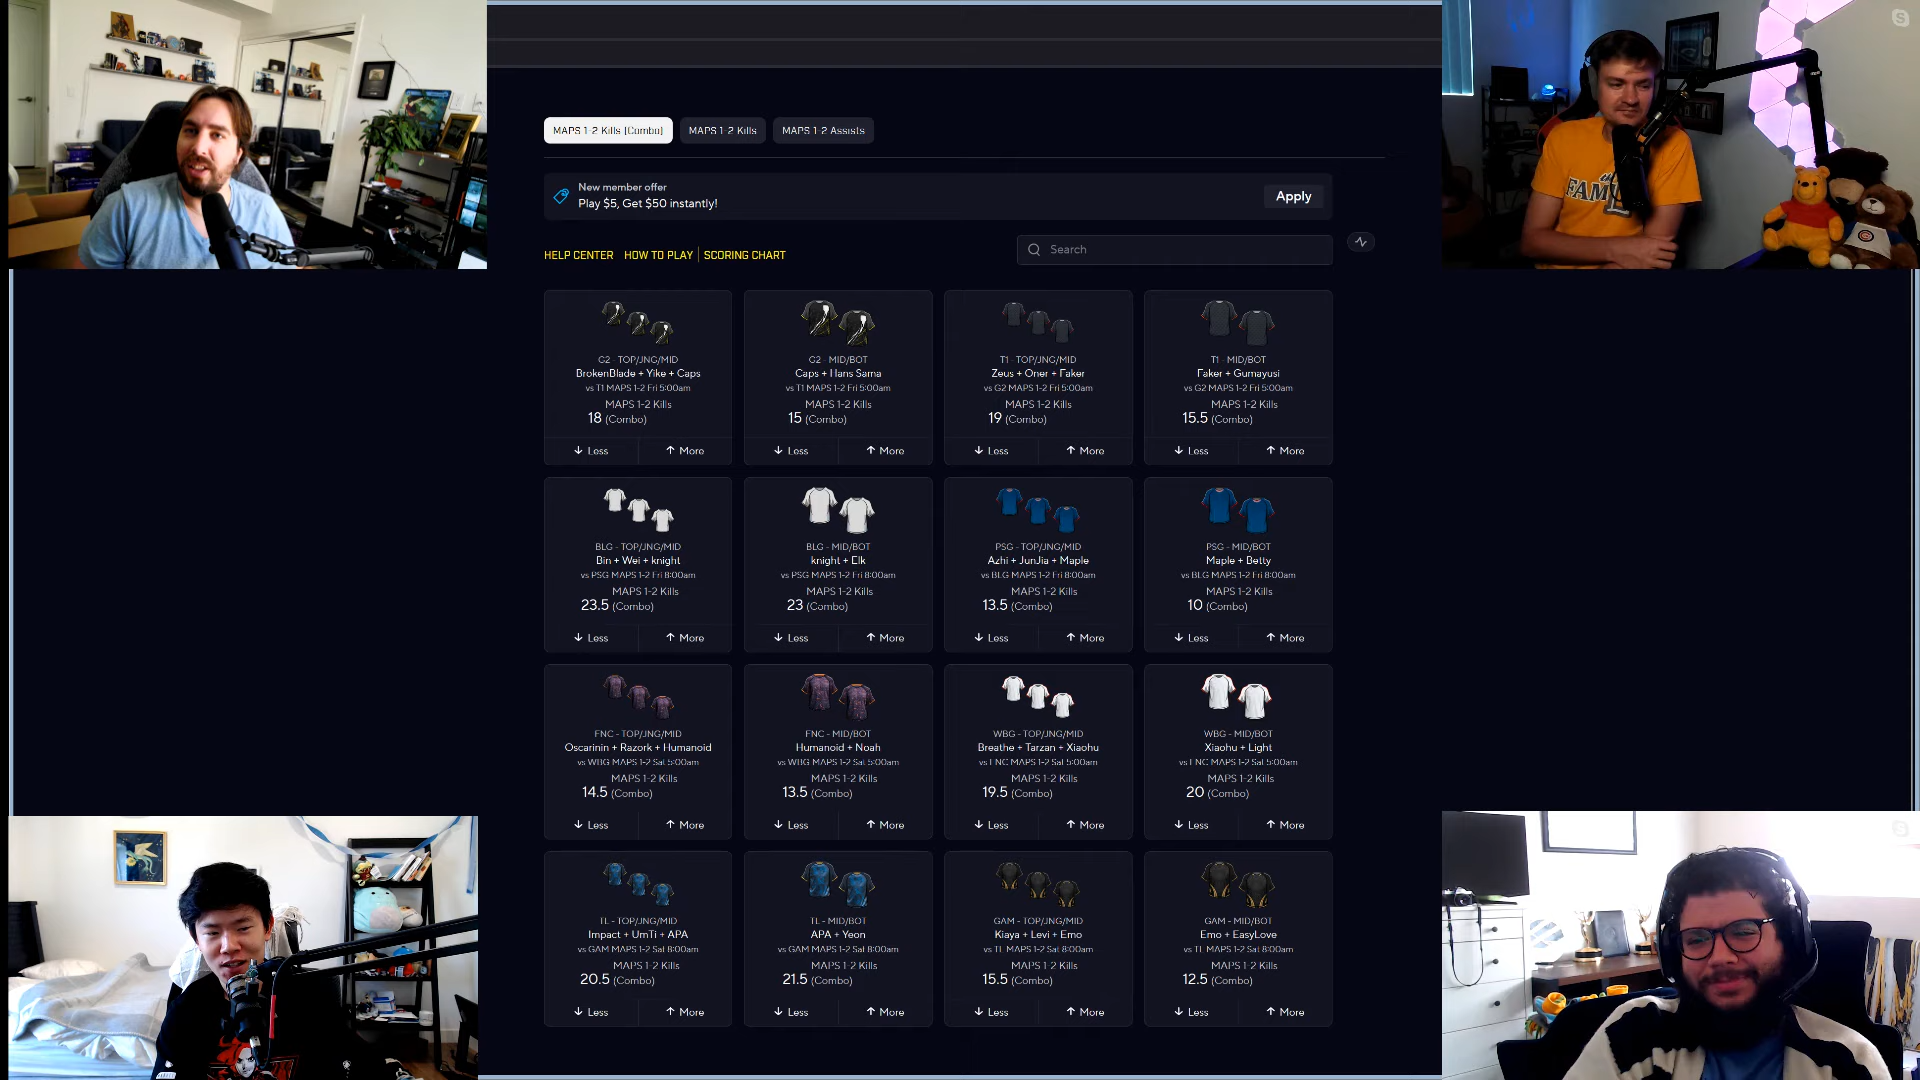 MAPS 1-2 Kills (Combo)
MAPS 1-2 Kills
MAPS 1-2 Assists
New member offer
Play $5, Get $50 instantly!
Apply
HELP CENTER
HOW TO PLAY
SCORING CHART
Search
G2 - TOP/JNG/MID
BrokenBlade + Yike + Caps
vs T1 MAPS 1-2 Fri 5:00am
MAPS 1-2 Kills
18 (Combo)
Less
More
G2 - MID/BOT
Caps + Hans Sama
vs T1 MAPS 1-2 Fri 5:00am
MAPS 1-2 Kills
15 (Combo)
Less
More
T1 - TOP/JNG/MID
Zeus + Oner + Faker
vs G2 MAPS 1-2 Fri 5:00am
MAPS 1-2 Kills
19 (Combo)
Less
More
T1 - MID/BOT
Faker + Gumayusi
vs G2 MAPS 1-2 Fri 5:00am
MAPS 1-2 Kills
15.5 (Combo)
Less
More
BLG - TOP/JNG/MID
Bin + Wei + knight
vs PSG MAPS 1-2 Fri 8:00am
MAPS 1-2 Kills
23.5 (Combo)
Less
More
BLG - MID/BOT
knight + Elk
vs PSG MAPS 1-2 Fri 8:00am
MAPS 1-2 Kills
23 (Combo)
Less
More
PSG - TOP/JNG/MID
Azhi + JunJia + Maple
vs BLG MAPS 1-2 Fri 8:00am
MAPS 1-2 Kills
13.5 (Combo)
Less
More
PSG - MID/BOT
Maple + Betty
vs BLG MAPS 1-2 Fri 8:00am
MAPS 1-2 Kills
10 (Combo)
Less
More
FNC - TOP/JNG/MID
Oscarinin + Razork + Humanoid
vs WBG MAPS 1-2 Sat 5:00am
MAPS 1-2 Kills
14.5 (Combo)
Less
More
FNC - MID/BOT
Humanoid + Noah
vs WBG MAPS 1-2 Sat 5:00am
MAPS 1-2 Kills
13.5 (Combo)
Less
More
WBG - TOP/JNG/MID
Breathe + Tarzan + Xiaohu
vs FNC MAPS 1-2 Sat 5:00am
MAPS 1-2 Kills
19.5 (Combo)
Less
More
WBG - MID/BOT
Xiaohu + Light
vs FNC MAPS 1-2 Sat 5:00am
MAPS 1-2 Kills
20 (Combo)
Less
More
TL - TOP/JNG/MID
Impact + UmTi + APA
vs GAM MAPS 1-2 Sat 8:00am
MAPS 1-2 Kills
20.5 (Combo)
Less
More
TL - MID/BOT
APA + Yeon
vs GAM MAPS 1-2 Sat 8:00am
MAPS 1-2 Kills
21.5 (Combo)
Less
More
GAM - TOP/JNG/MID
Kiaya + Levi + Emo
vs TL MAPS 1-2 Sat 8:00am
MAPS 1-2 Kills
15.5 (Combo)
Less
More
GAM - MID/BOT
Emo + EasyLove
vs TL MAPS 1-2 Sat 8:00am
MAPS 1-2 Kills
12.5 (Combo)
Less
More